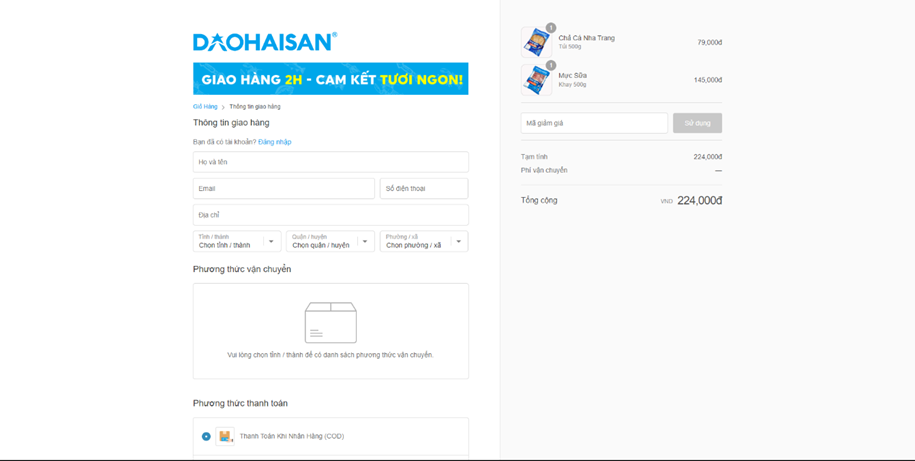 DAOHAISAN®
GIAO HÀNG 2H - CAM KẾT TƯƠI NGON!
Giỏ Hàng > Thông tin giao hàng
Thông tin giao hàng
Bạn đã có tài khoản? Đăng nhập
Họ và tên
Email
Số điện thoại
Địa chỉ
Tỉnh / thành
Chọn tỉnh / thành
Quận / huyện
Chọn quận / huyện
Phường / xã
Chọn phường / xã
Phương thức vận chuyển
Vui lòng chọn tỉnh / thành để có danh sách phương thức vận chuyển.
Phương thức thanh toán
Thanh Toán Khi Nhận Hàng (COD)
1
Chả Cá Nha Trang
Túi 500g
79,000đ
1
Mực Sữa
Khay 500g
145,000đ
Mã giảm giá
Sử dụng
Tạm tính 224,000đ
Phí vận chuyển —
Tổng cộng VND 224,000đ